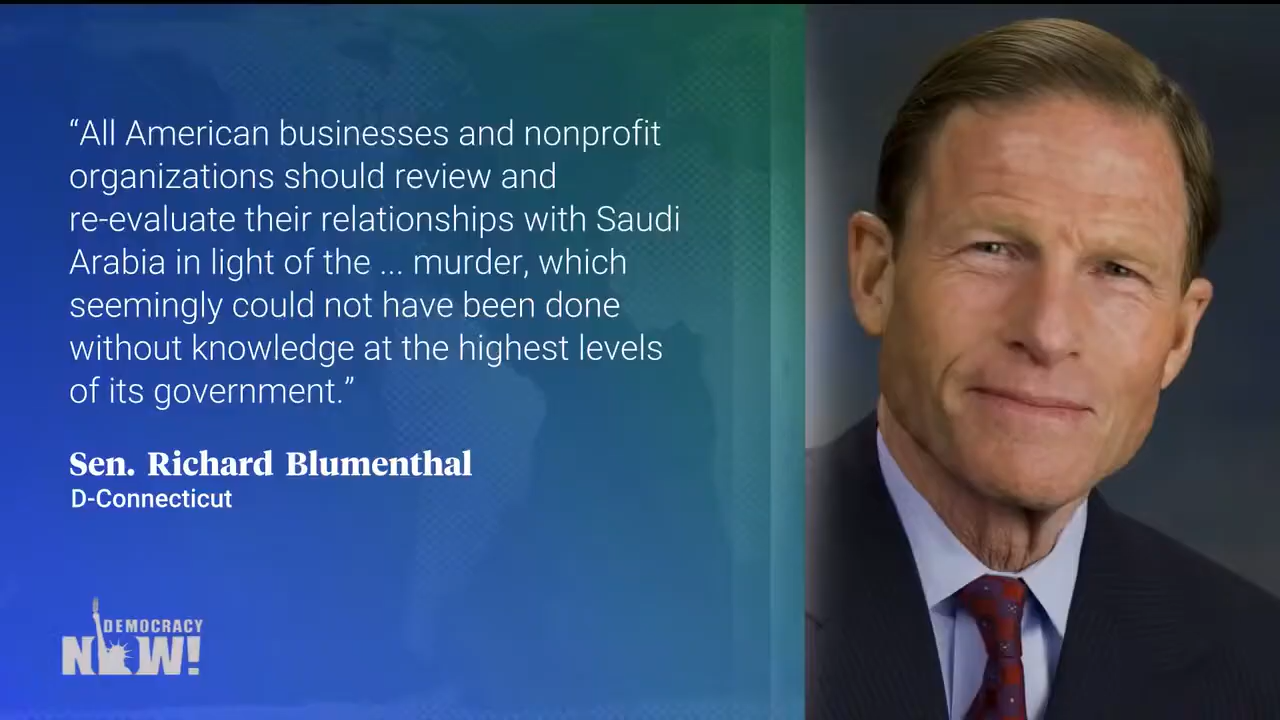 “All American businesses and nonprofit
organizations should review and
re-evaluate their relationships with Saudi
Arabia in light of the ... murder, which
seemingly could not have been done
without knowledge at the highest levels
of its government.”
Sen. Richard Blumenthal
D-Connecticut
DEMOCRACY
NOW!